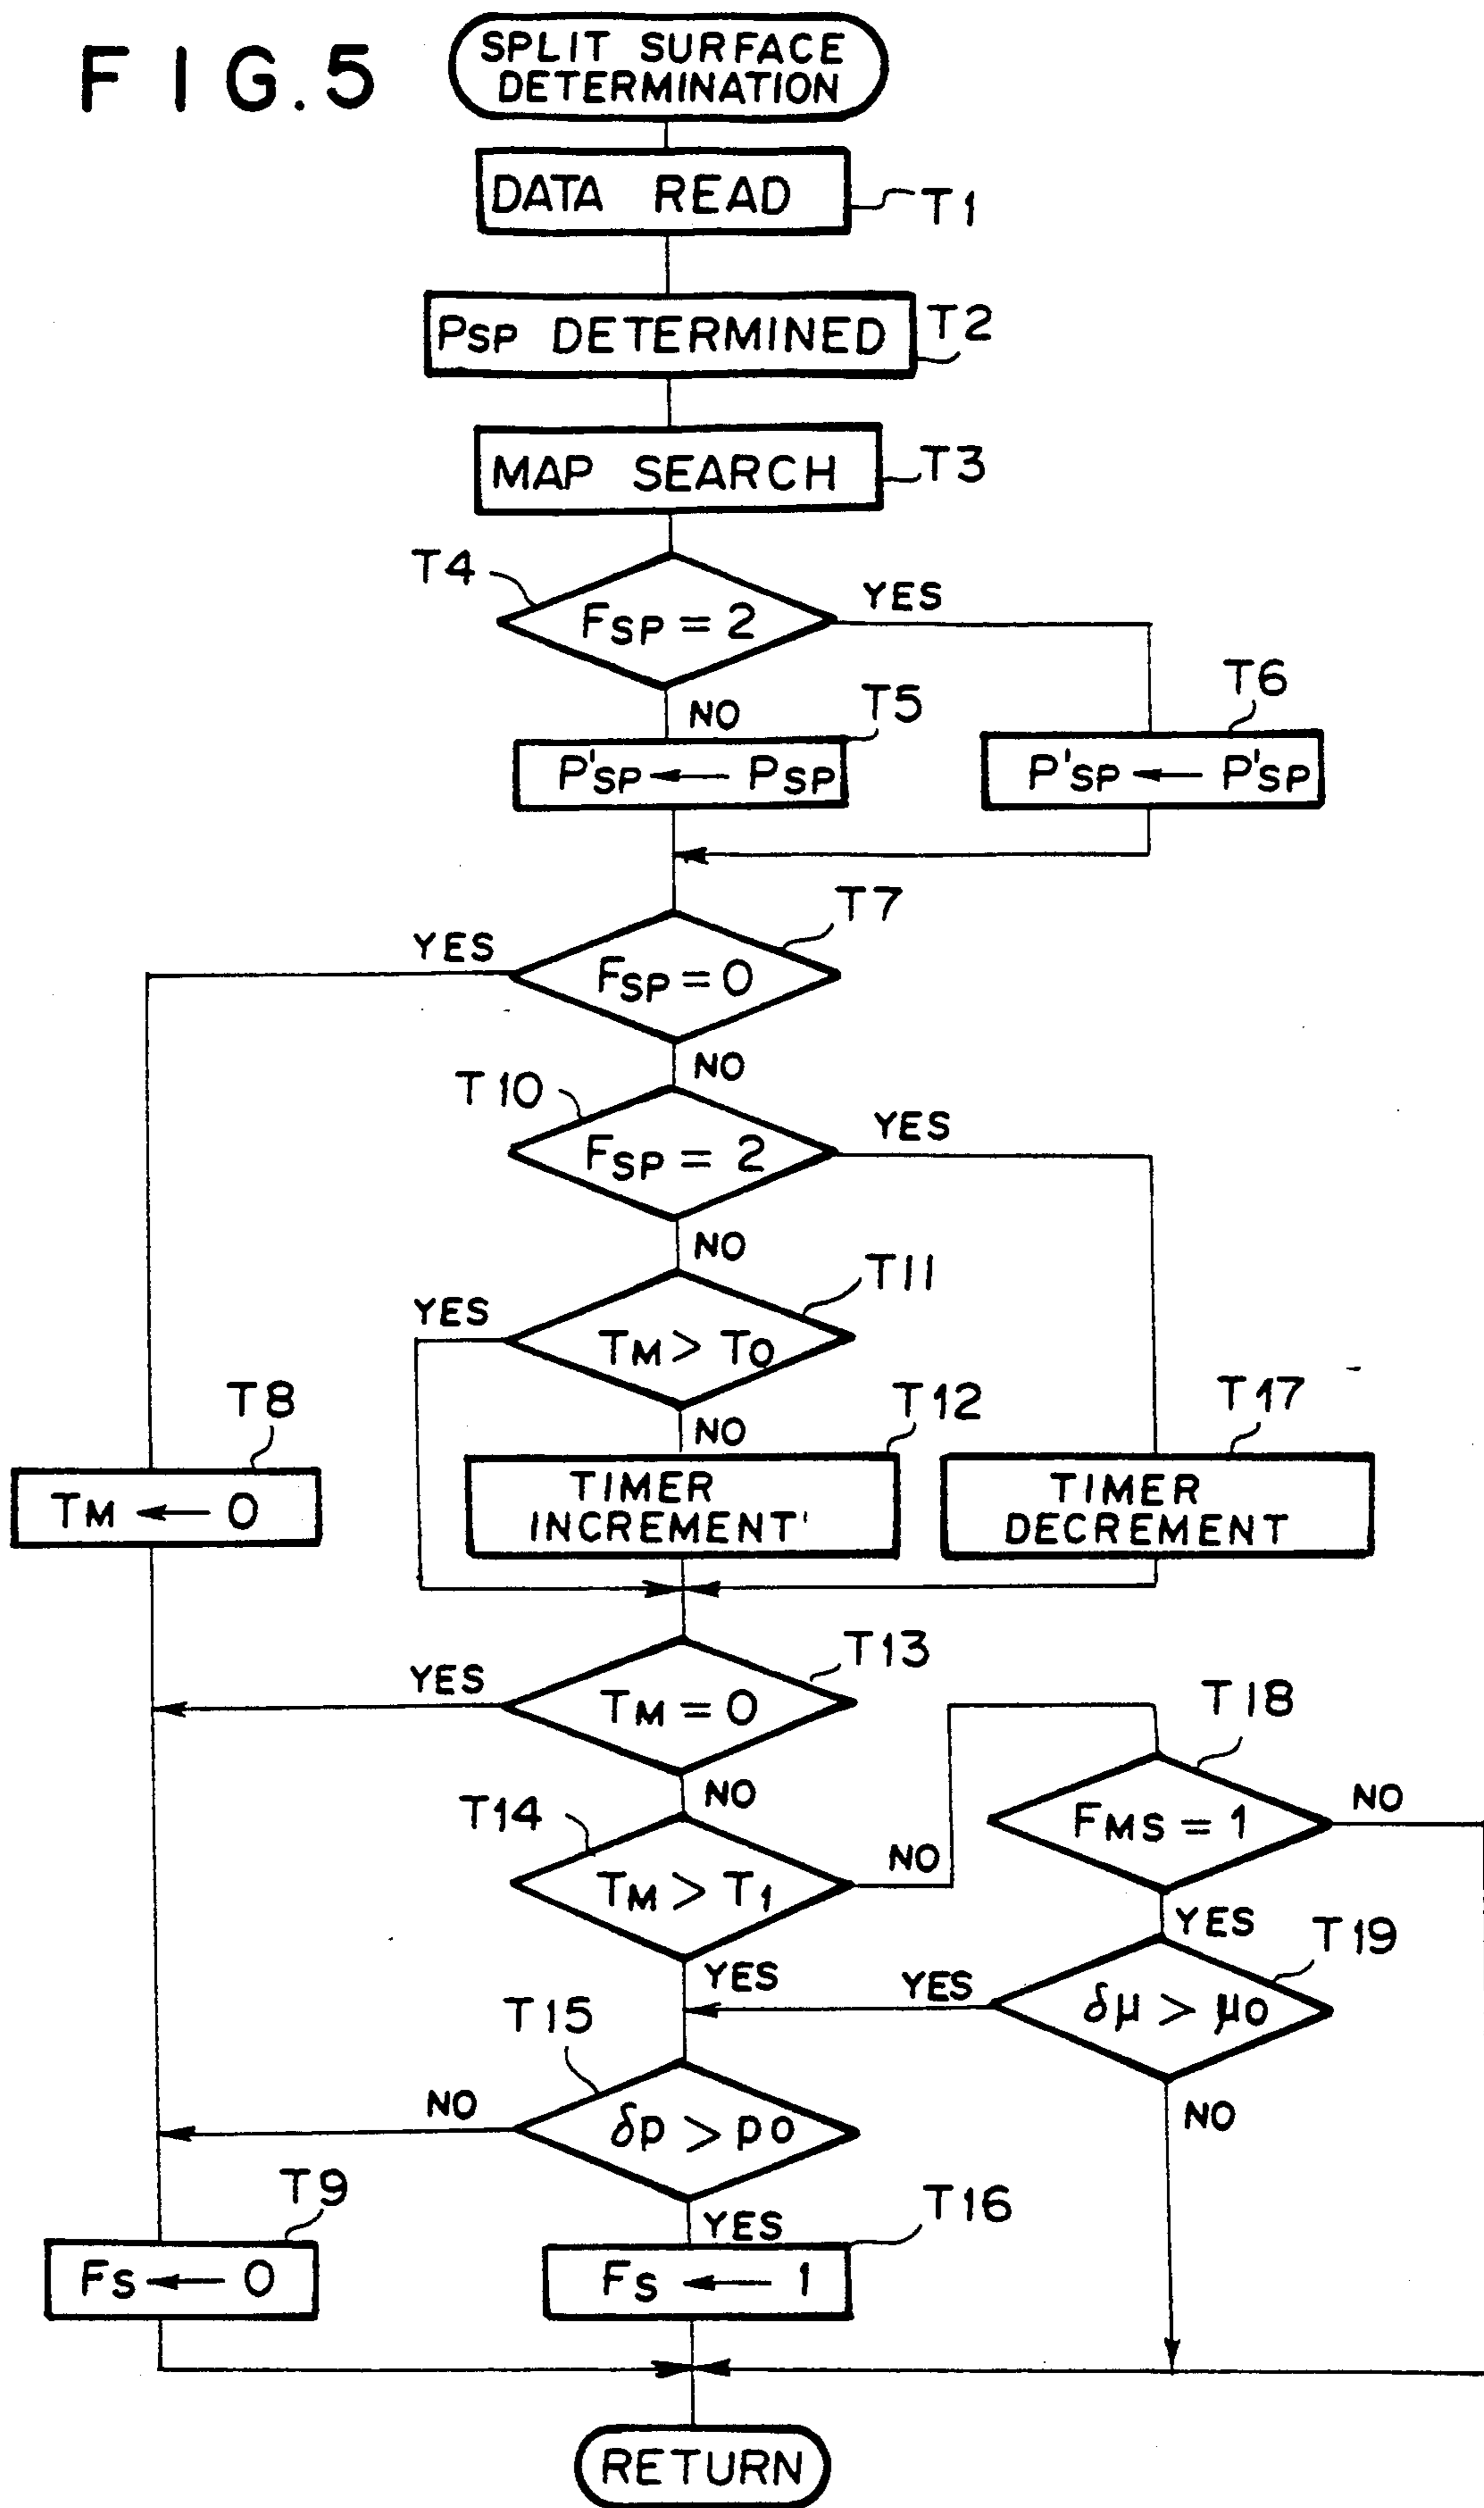 FIG.5
SPLIT SURFACE
DETERMINATION
DATA READ
T1
PSP DETERMINED
T2
MAP SEARCH
T3
T4
FSP = 2
YES
NO
T5
P'SP ← PSP
T6
P'SP ← P'SP
T7
YES
FSP = 0
NO
T10
FSP = 2
YES
NO
T11
YES
TM > T0
NO
T8
TM ← 0
T12
TIMER
INCREMENT'
T17
TIMER
DECREMENT
T13
YES
TM = 0
NO
T14
TM > T1
NO
YES
T18
FMS = 1
NO
YES
T19
δμ > μ0
YES
NO
T15
δp > p0
NO
YES
T9
FS ← 0
T16
FS ← 1
RETURN